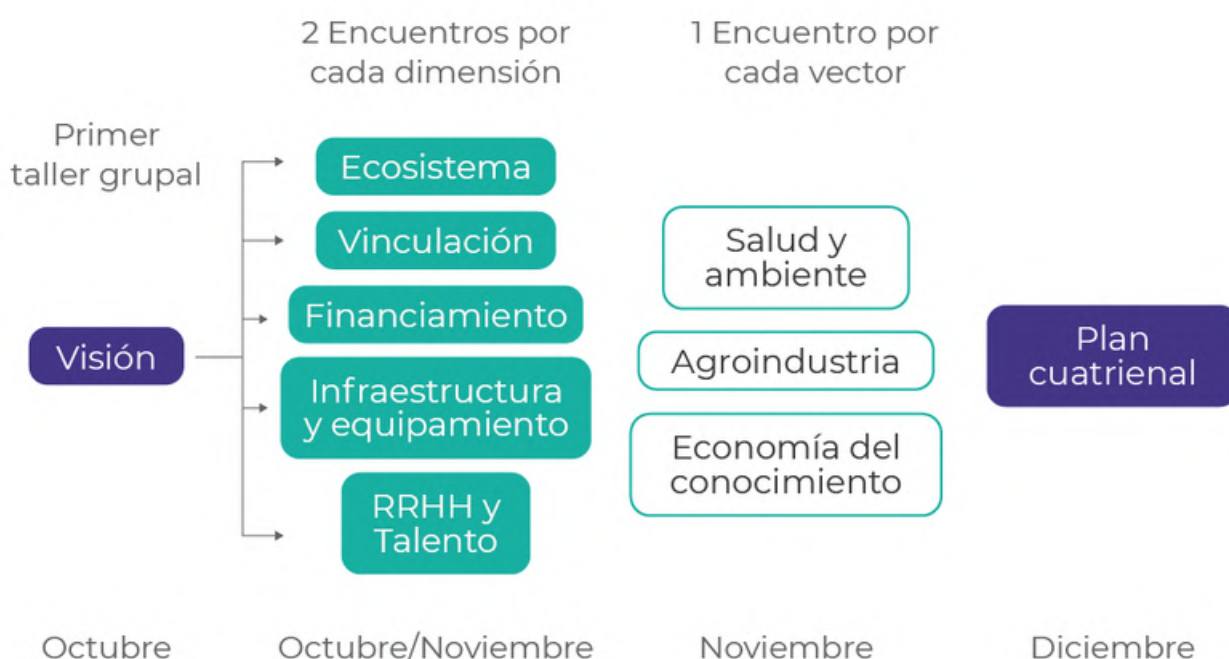 2 Encuentros por
cada dimensión
1 Encuentro por
cada vector
Primer
taller grupal
Visión
Ecosistema
Vinculación
Financiamiento
Infraestructura
y equipamiento
RRHH y
Talento
Salud y
ambiente
Agroindustria
Economía del
conocimiento
Plan
cuatrienal
Octubre
Octubre/Noviembre
Noviembre
Diciembre